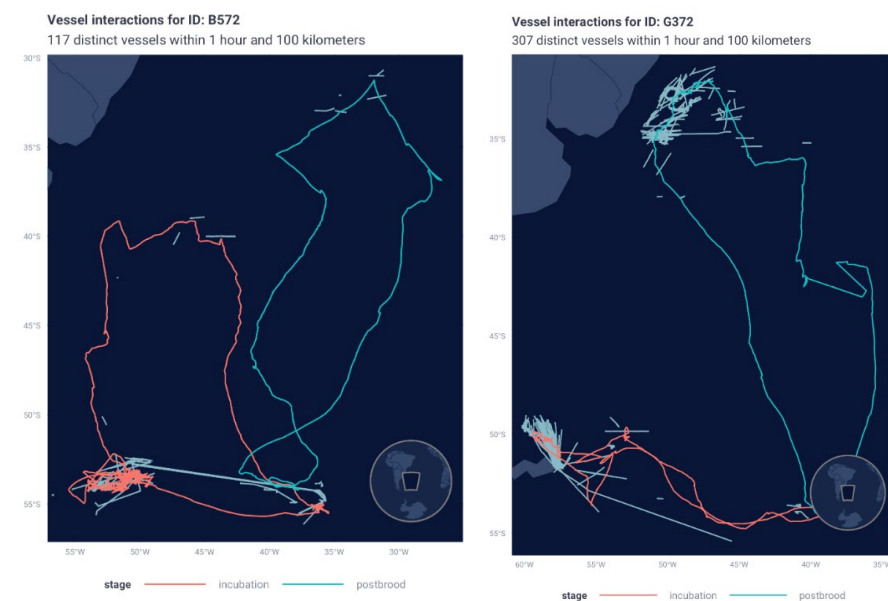 Vessel interactions for ID: B572
117 distinct vessels within 1 hour and 100 kilometers
30°S
35°S
40°S
45°S
50°S
55°S
55°W
50°W
45°W
40°W
35°W
30°W
stage incubation postbrood
Vessel interactions for ID: G372
307 distinct vessels within 1 hour and 100 kilometers
35°S
40°S
45°S
50°S
55°S
60°W
55°W
50°W
45°W
40°W
35°W
stage incubation postbrood